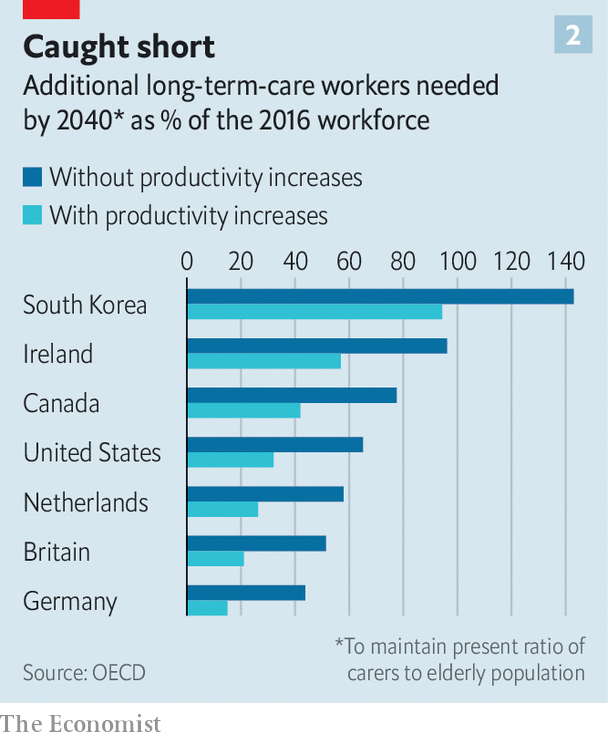 Caught short
2
Additional long-term-care workers needed
by 2040* as % of the 2016 workforce
Without productivity increases
With productivity increases
0 20 40 60 80 100 120 140
South Korea
Ireland
Canada
United States
Netherlands
Britain
Germany
*To maintain present ratio of
Source: OECD
carers to elderly population
The Economist